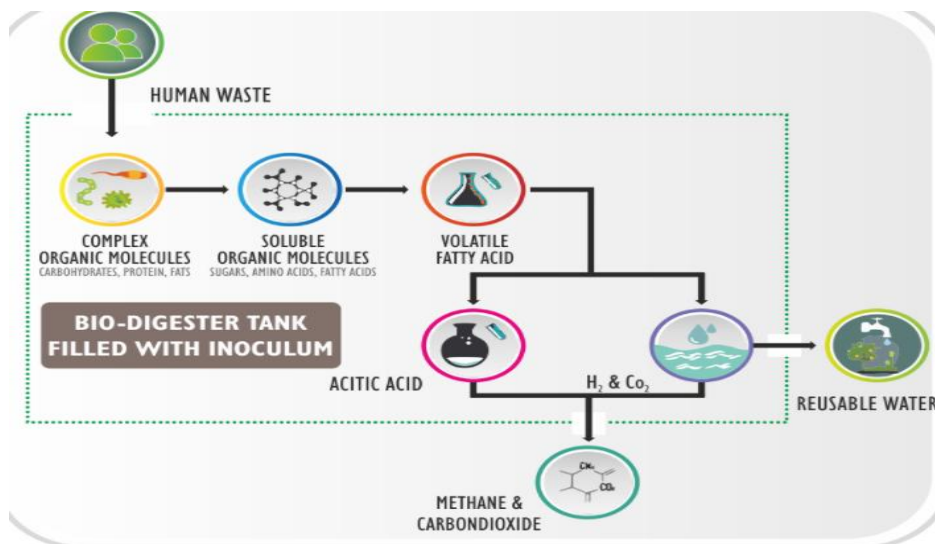 HUMAN WASTE
COMPLEX
ORGANIC MOLECULES
CARBOHYDRATES, PROTEIN, FATS
SOLUBLE
ORGANIC MOLECULES
SUGARS, AMINO ACIDS, FATTY ACIDS
VOLATILE
FATTY ACID
BIO-DIGESTER TANK
FILLED WITH INOCULUM
ACITIC ACID
H₂ & Co₂
REUSABLE WATER
METHANE &
CARBONDIOXIDE